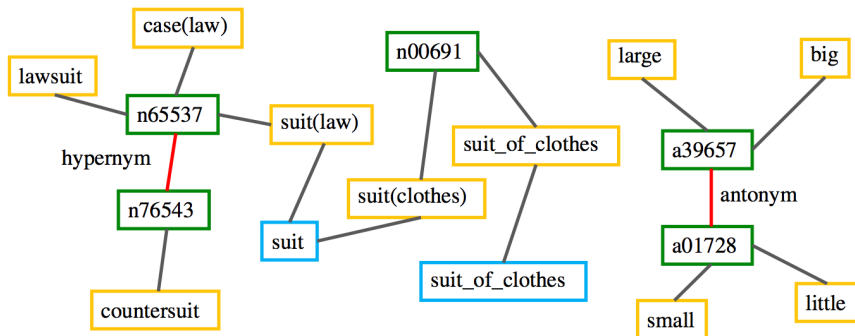 case(law)
lawsuit
n65537
suit(law)
hypernym
n76543
suit
countersuit
n00691
suit_of_clothes
suit(clothes)
suit_of_clothes
large
big
a39657
antonym
a01728
small
little